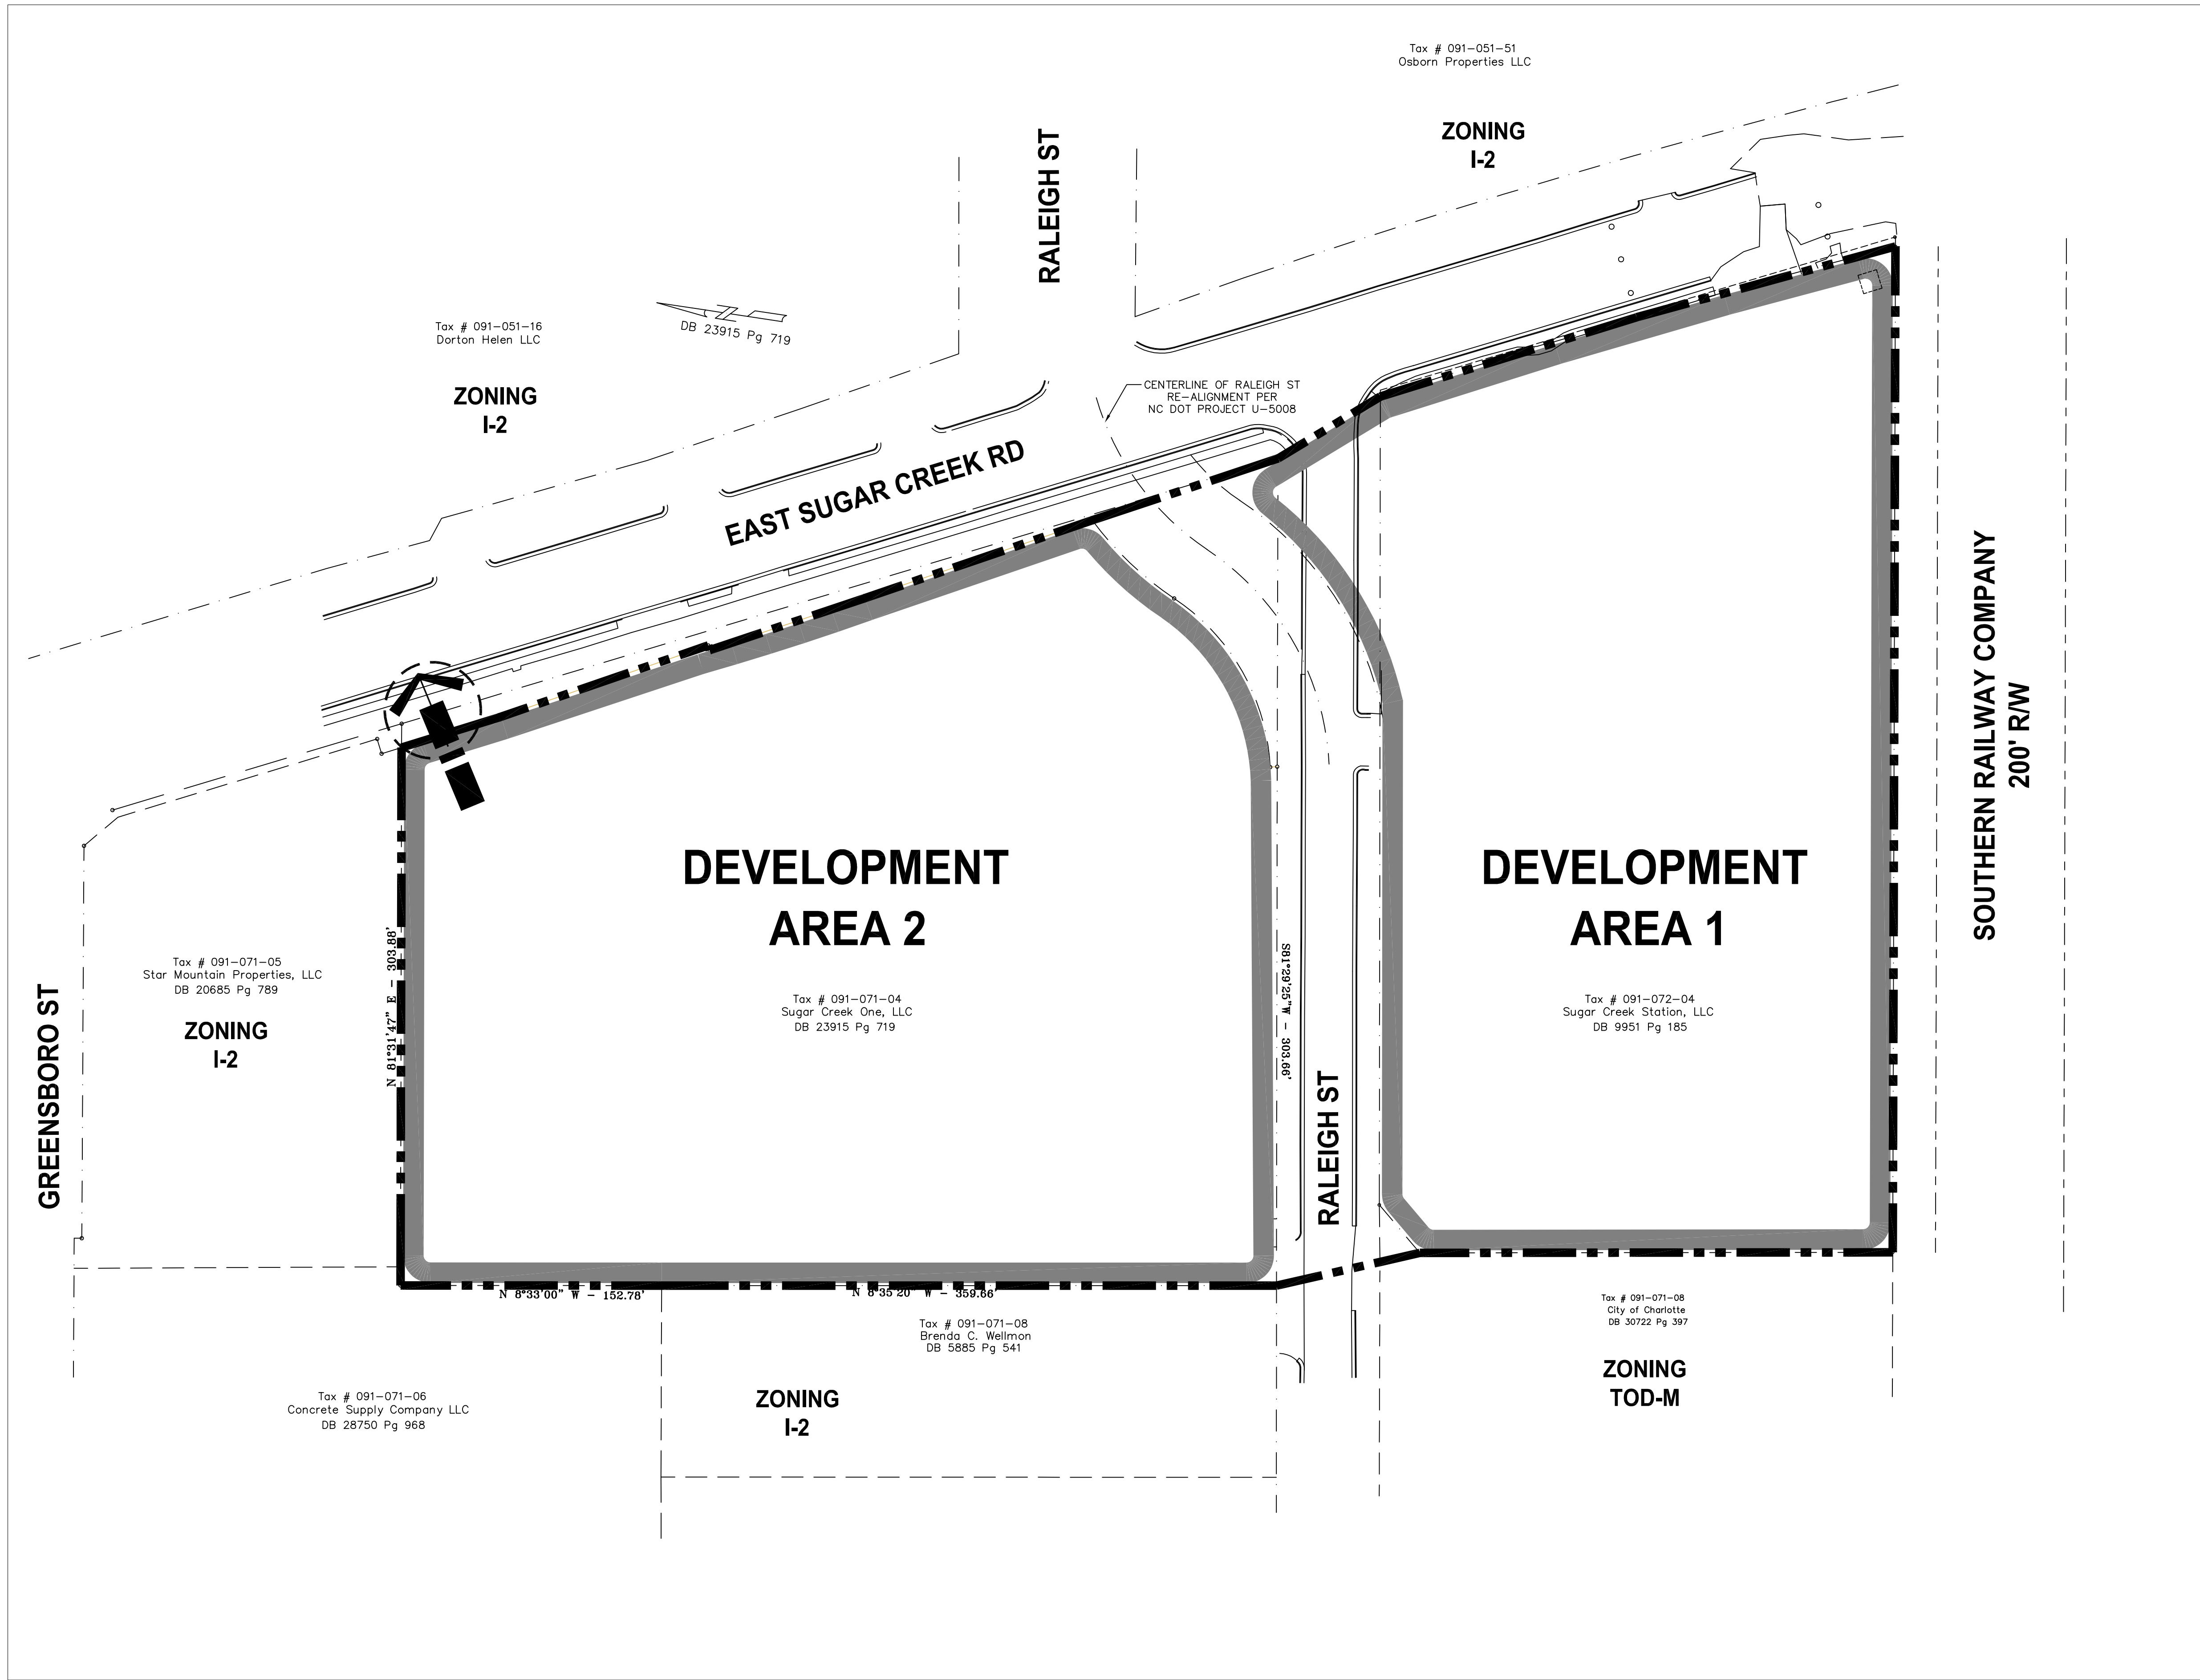 Tax # 091-051-51
Osborn Properties LLC
ZONING
I-2
RALEIGH ST
Tax # 091-051-16
Dorton Helen LLC
ZONING
I-2
DB 23915 Pg 719
CENTERLINE OF RALEIGH ST
RE-ALIGNMENT PER
NC DOT PROJECT U-5008
EAST SUGAR CREEK RD
SOUTHERN RAILWAY COMPANY
200' R/W
DEVELOPMENT
AREA 2
DEVELOPMENT
AREA 1
Tax # 091-071-05
Star Mountain Properties, LLC
DB 20685 Pg 789
ZONING
I-2
GREENSBORO ST
N 81°31'47" E - 303.88'
Tax # 091-071-04
Sugar Creek One, LLC
DB 23915 Pg 719
S81°29'25"W - 303.66'
RALEIGH ST
Tax # 091-072-04
Sugar Creek Station, LLC
DB 9951 Pg 185
N 8°33'00" W - 152.78'
N 8°35'20" W - 359.66'
Tax # 091-071-08
Brenda C. Wellmon
DB 5885 Pg 541
Tax # 091-071-08
City of Charlotte
DB 30722 Pg 397
ZONING
TOD-M
Tax # 091-071-06
Concrete Supply Company LLC
DB 28750 Pg 968
ZONING
I-2